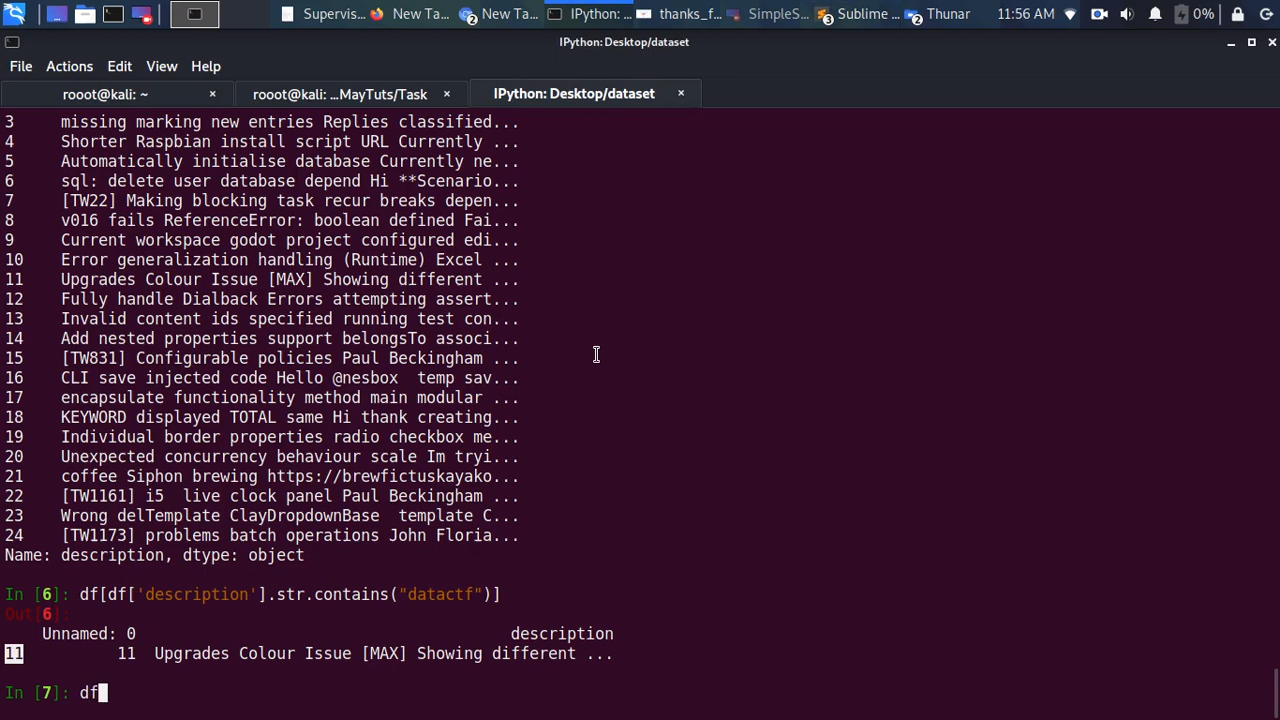 Supervis... New Ta... New Ta... IPython: ... thanks_f... SimpleS... Sublime ... Thunar 11:56 AM 0%
IPython: Desktop/dataset
File Actions Edit View Help
rooot@kali: ~ × rooot@kali: ...MayTuts/Task × IPython: Desktop/dataset ×
3 missing marking new entries Replies classified...
4 Shorter Raspbian install script URL Currently ...
5 Automatically initialise database Currently ne...
6 sql: delete user database depend Hi **Scenario...
7 [TW22] Making blocking task recur breaks depen...
8 v016 fails ReferenceError: boolean defined Fai...
9 Current workspace godot project configured edi...
10 Error generalization handling (Runtime) Excel ...
11 Upgrades Colour Issue [MAX] Showing different ...
12 Fully handle Dialback Errors attempting assert...
13 Invalid content ids specified running test con...
14 Add nested properties support belongsTo associ...
15 [TW831] Configurable policies Paul Beckingham ...
16 CLI save injected code Hello @nesbox  temp sav...
17 encapsulate functionality method main modular ...
18 KEYWORD displayed TOTAL same Hi thank creating...
19 Individual border properties radio checkbox me...
20 Unexpected concurrency behaviour scale Im tryi...
21 coffee Siphon brewing https://brewfictuskayako...
22 [TW1161] i5  live clock panel Paul Beckingham ...
23 Wrong delTemplate ClayDropdownBase  template C...
24 [TW1173] problems batch operations John Floria...
Name: description, dtype: object
In [6]: df[df['description'].str.contains("datactf")]
Out[6]:
Unnamed: 0 description
11 11 Upgrades Colour Issue [MAX] Showing different ...
In [7]: df